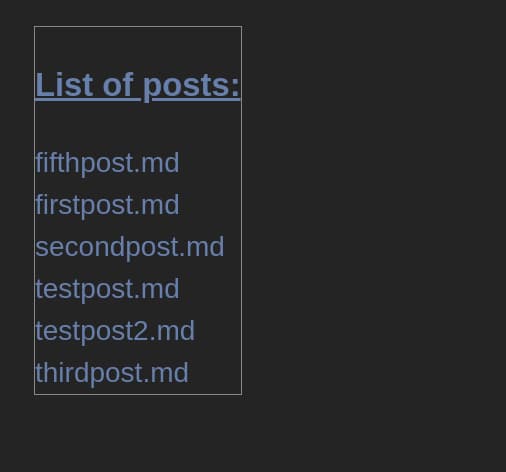 List of posts:
fifthpost.md
firstpost.md
secondpost.md
testpost.md
testpost2.md
thirdpost.md